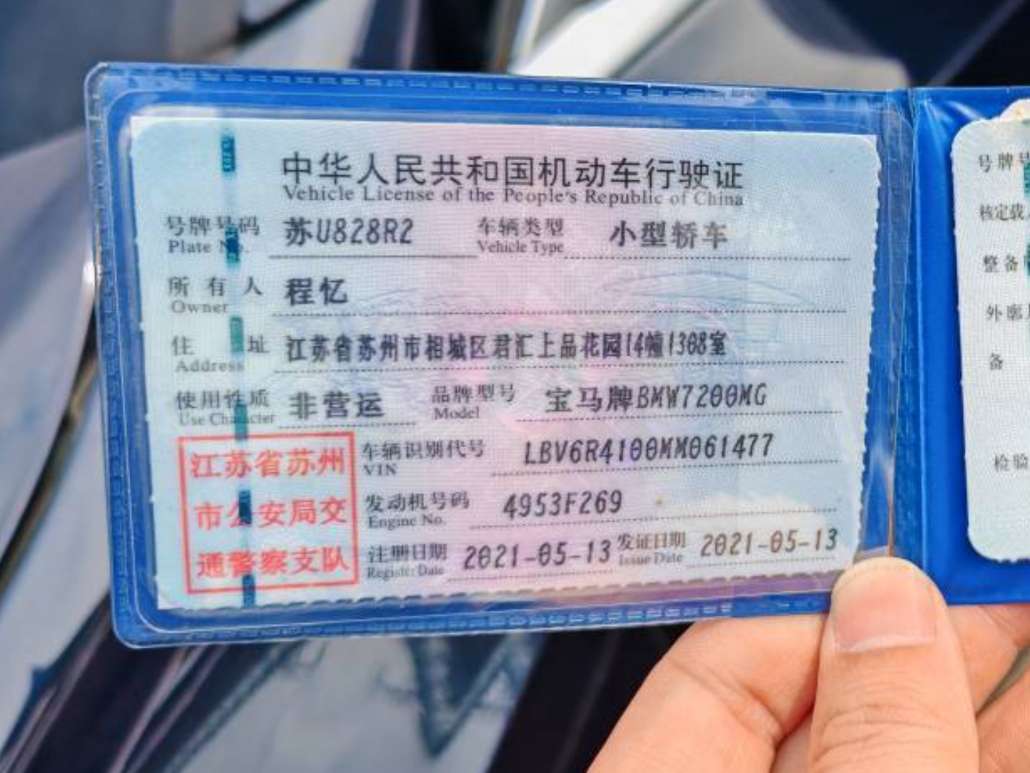 中华人民共和国机动车行驶证
Vehicle License of the People's Republic of China
号牌号码 苏U828R2 车辆类型 小型轿车
Plate No. Vehicle Type
所有人 程忆
Owner
住址 江苏省苏州市相城区君汇上品花园14幢1308室
Address
使用性质 非营运 品牌型号 宝马牌BMW7200MG
Use Character Model
江苏省苏州
市公安局交
通警察支队
车辆识别代号 LBV6R4100MM061477
VIN
发动机号码 4953F269
Engine No.
注册日期 2021-05-13 发证日期 2021-05-13
Register Date Issue Date
号牌号
核定载
整备
外廓
备
检验